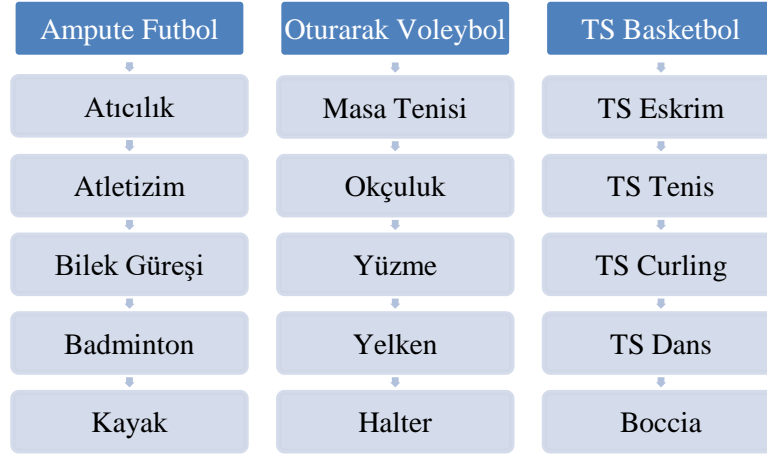 Ampute Futbol
Atıcılık
Atletizim
Bilek Güreşi
Badminton
Kayak
Oturarak Voleybol
Masa Tenisi
Okçuluk
Yüzme
Yelken
Halter
TS Basketbol
TS Eskrim
TS Tenis
TS Curling
TS Dans
Boccia